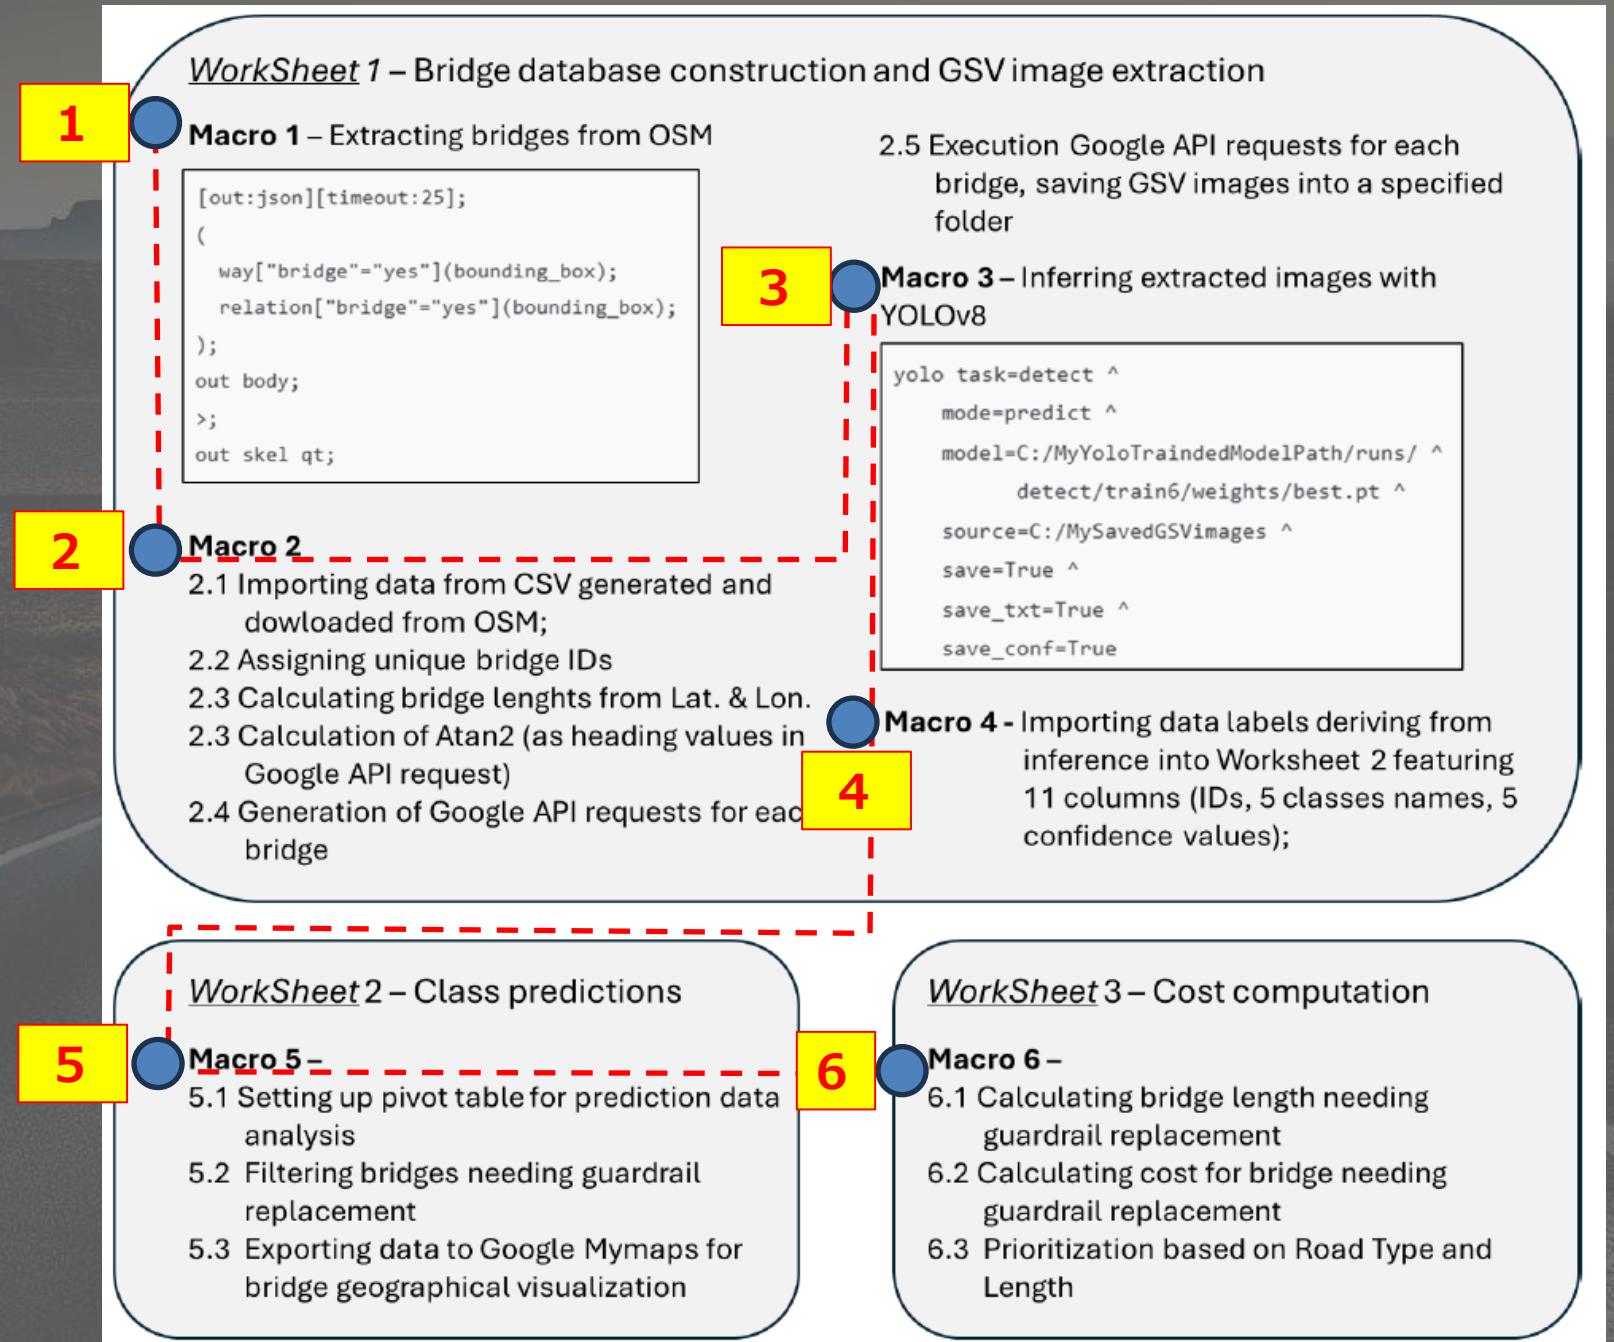 WorkSheet 1 – Bridge database construction and GSV image extraction
1
Macro 1 – Extracting bridges from OSM
[out:json][timeout:25];
(
way["bridge"="yes"](bounding_box);
relation["bridge"="yes"](bounding_box);
);
out body;
>;
out skel qt;
2
Macro 2
2.1 Importing data from CSV generated and
dowloaded from OSM;
2.2 Assigning unique bridge IDs
2.3 Calculating bridge lenghts from Lat. & Lon.
2.3 Calculation of Atan2 (as heading values in
Google API request)
2.4 Generation of Google API requests for eac
bridge
2.5 Execution Google API requests for each
bridge, saving GSV images into a specified
folder
3
Macro 3 – Inferring extracted images with
YOLOv8
yolo task=detect ^
mode=predict ^
model=C:/MyYoloTraindedModelPath/runs/ ^
detect/train6/weights/best.pt ^
source=C:/MySavedGSVimages ^
save=True ^
save_txt=True ^
save_conf=True
4
Macro 4 - Importing data labels deriving from
inference into Worksheet 2 featuring
11 columns (IDs, 5 classes names, 5
confidence values);
WorkSheet 2 – Class predictions
5
Macro 5 –
5.1 Setting up pivot table for prediction data
analysis
5.2 Filtering bridges needing guardrail
replacement
5.3 Exporting data to Google Mymaps for
bridge geographical visualization
WorkSheet 3 – Cost computation
6
Macro 6 –
6.1 Calculating bridge length needing
guardrail replacement
6.2 Calculating cost for bridge needing
guardrail replacement
6.3 Prioritization based on Road Type and
Length